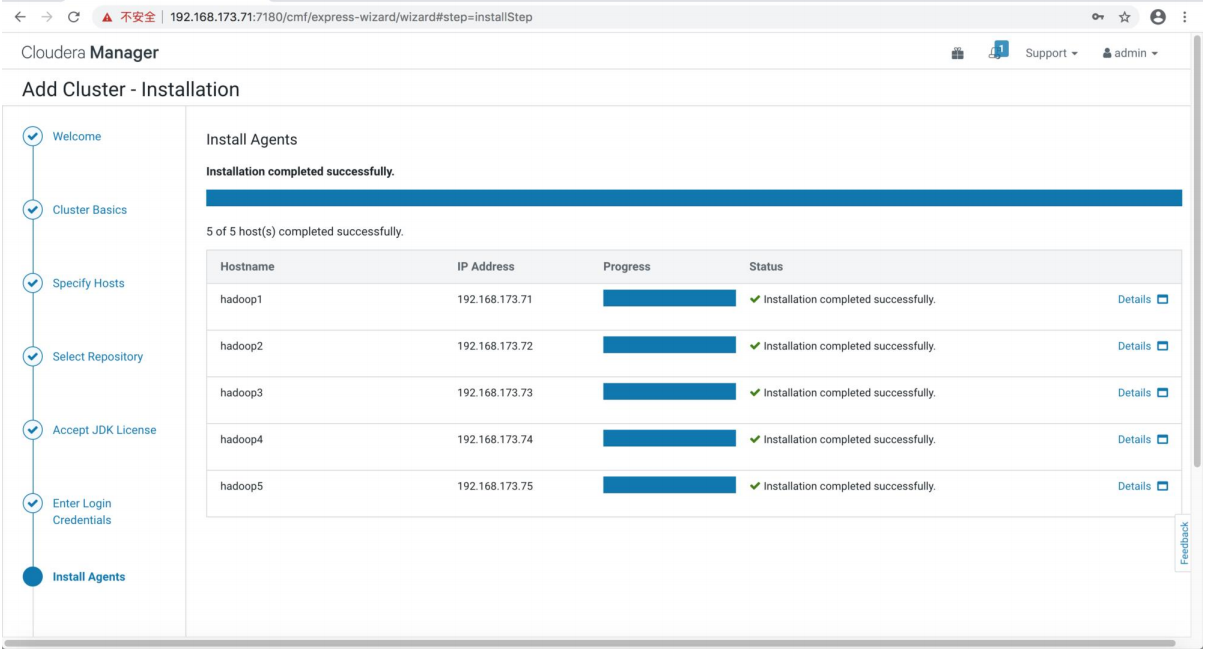 不安全 | 192.168.173.71:7180/cmf/express-wizard/wizard#step=installStep
Cloudera Manager
1
Support
admin
Add Cluster - Installation
Welcome
Cluster Basics
Specify Hosts
Select Repository
Accept JDK License
Enter Login
Credentials
Install Agents
Install Agents
Installation completed successfully.
5 of 5 host(s) completed successfully.
Hostname IP Address Progress Status
hadoop1 192.168.173.71 Installation completed successfully. Details
hadoop2 192.168.173.72 Installation completed successfully. Details
hadoop3 192.168.173.73 Installation completed successfully. Details
hadoop4 192.168.173.74 Installation completed successfully. Details
hadoop5 192.168.173.75 Installation completed successfully. Details
Feedback